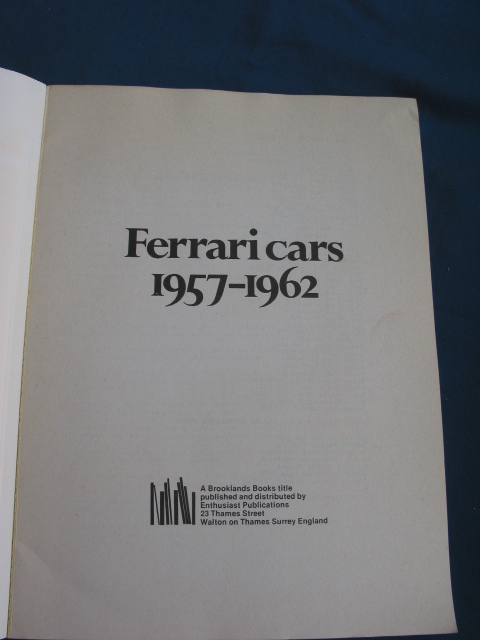 Ferrari cars
1957–1962
A Brooklands Books title
published and distributed by
Enthusiast Publications
23 Thames Street
Walton on Thames Surrey England